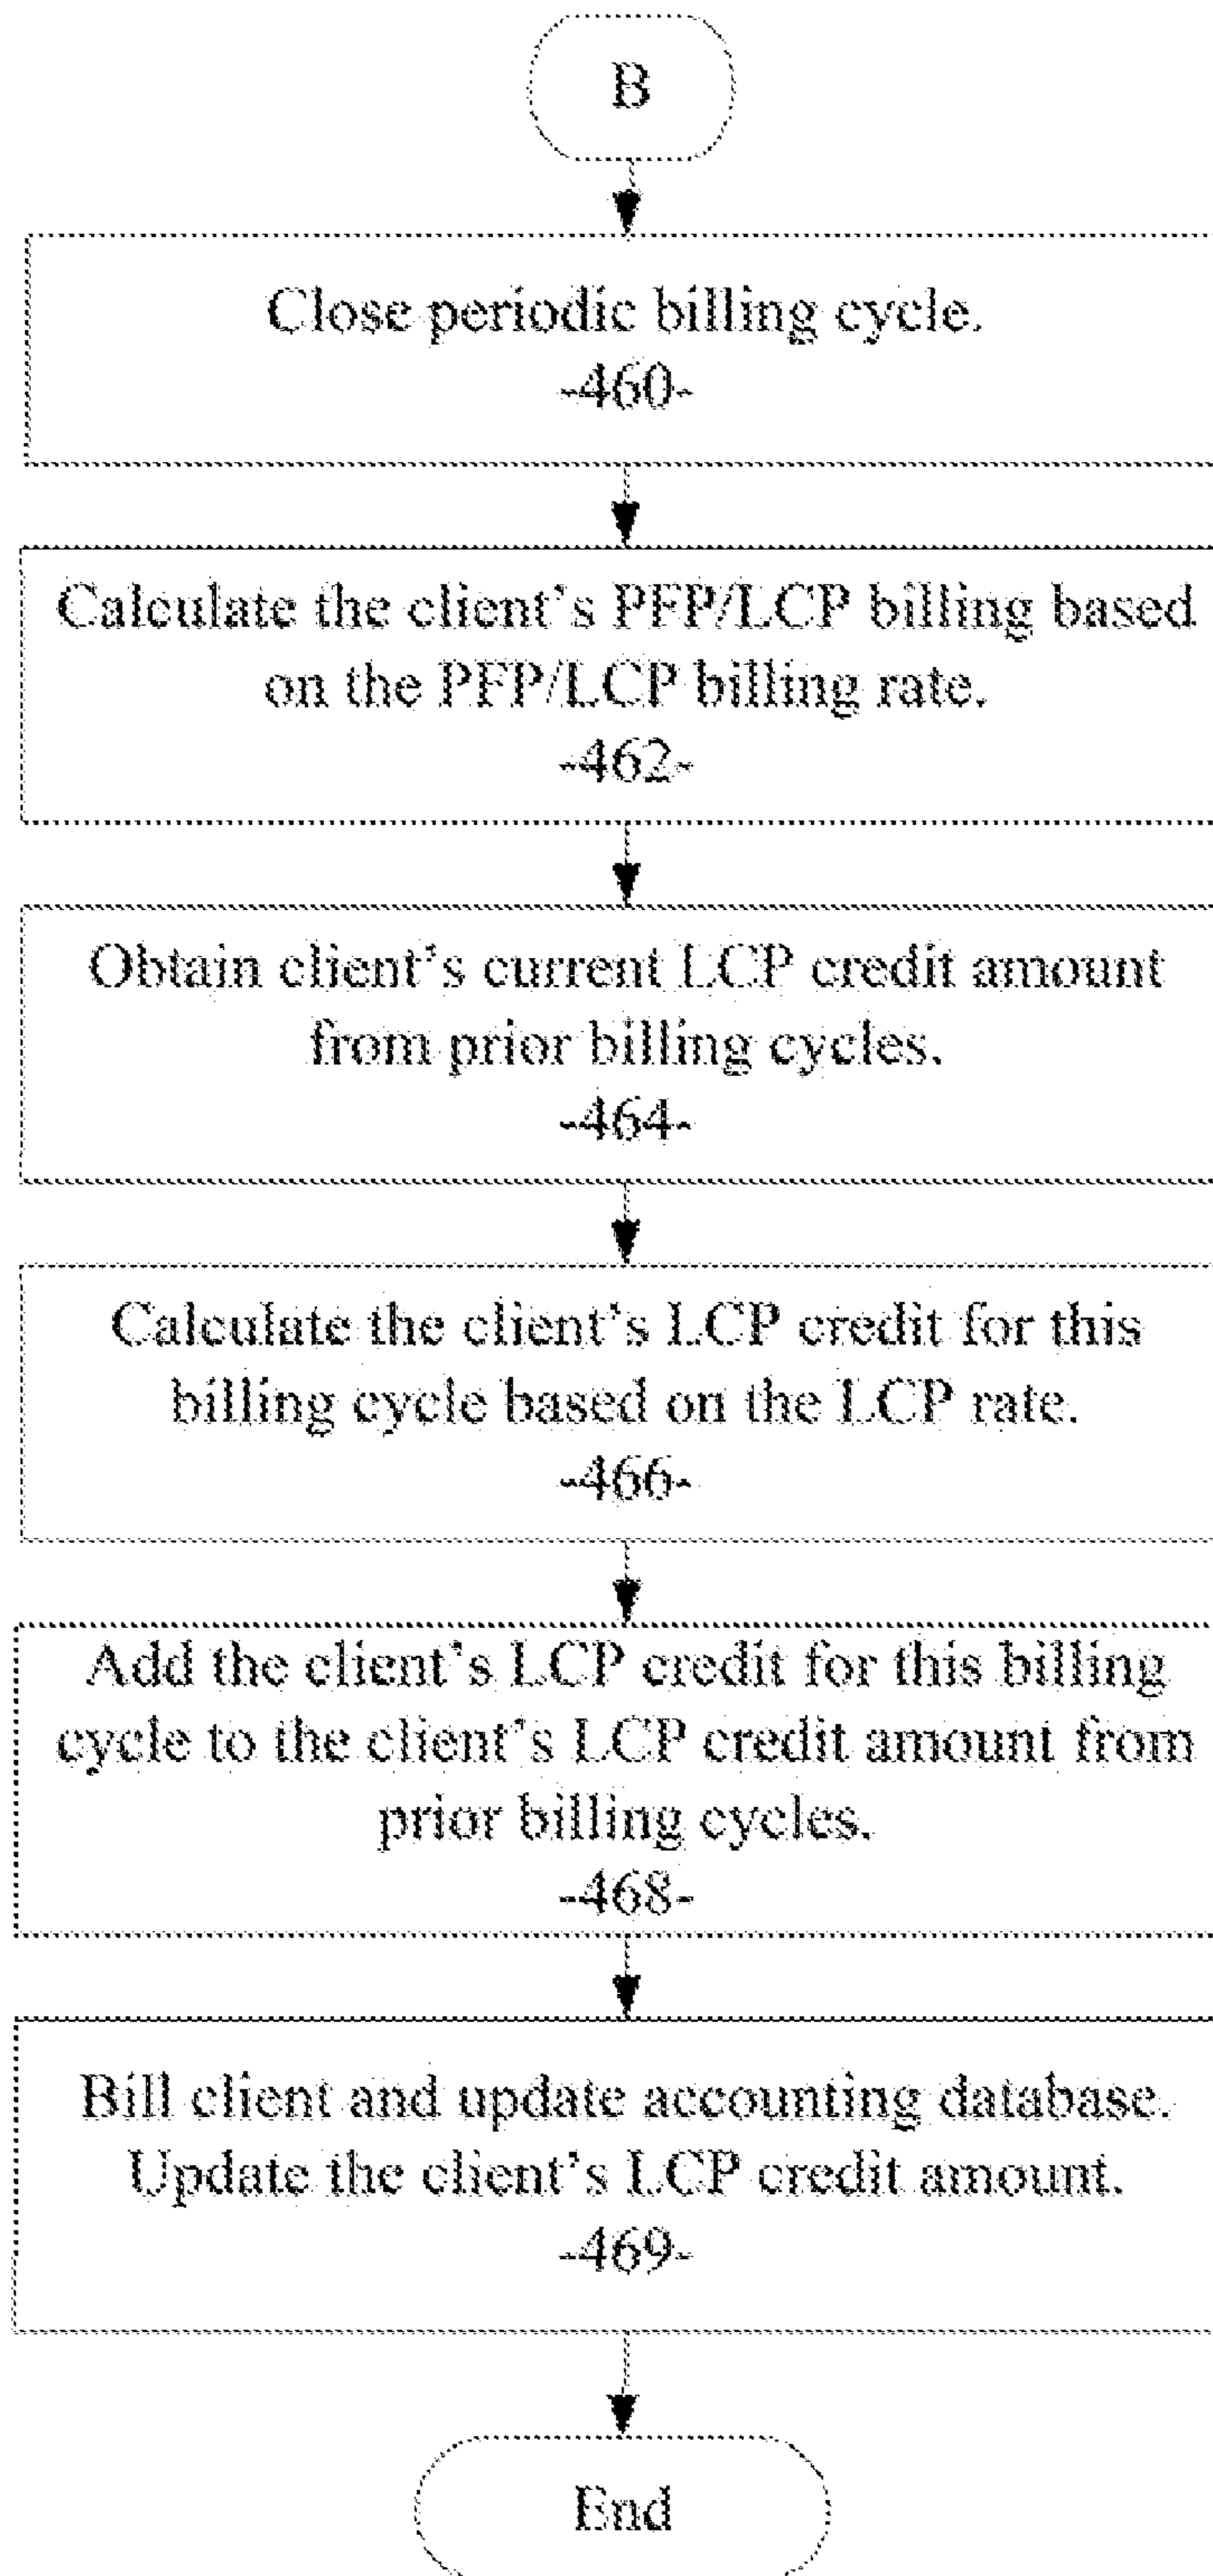 B
Close periodic billing cycle.
-460-
Calculate the client's PFP/LCP billing based
on the PFP/LCP billing rate.
-462-
Obtain client's current LCP credit amount
from prior billing cycles.
-464-
Calculate the client's LCP credit for this
billing cycle based on the LCP rate.
-466-
Add the client's LCP credit for this billing
cycle to the client's LCP credit amount from
prior billing cycles.
-468-
Bill client and update accounting database.
Update the client's LCP credit amount.
-469-
End